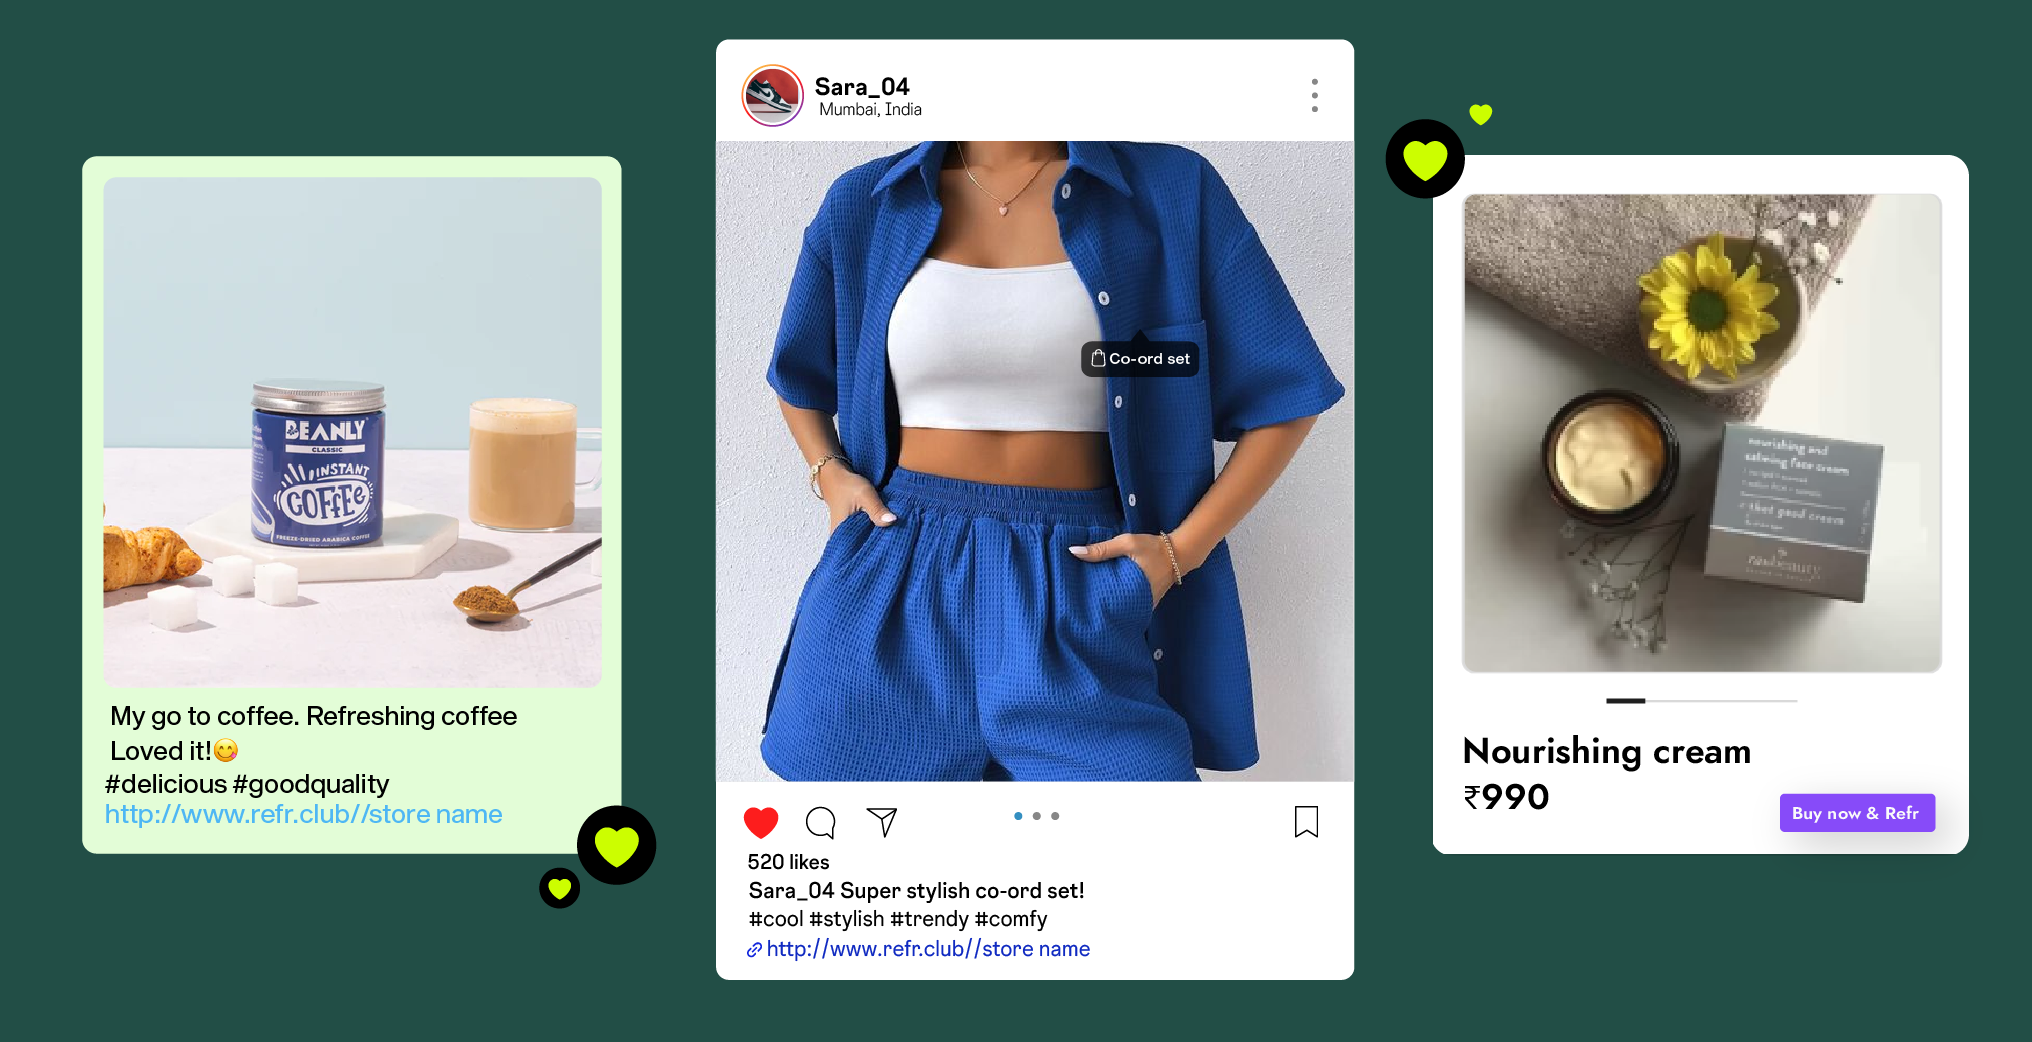 BEANLY
CLASSIC
INSTANT
COFFEE
FREEZE-DRIED ARABICA COFFEE
My go to coffee. Refreshing coffee
Loved it!😋
#delicious #goodquality
http://www.refr.club//store name
Sara_04
Mumbai, India
Co-ord set
520 likes
Sara_04 Super stylish co-ord set!
#cool #stylish #trendy #comfy
http://www.refr.club//store name
nourishing and
calming face cream
that good cream
Nourishing cream
₹990
Buy now & Refr